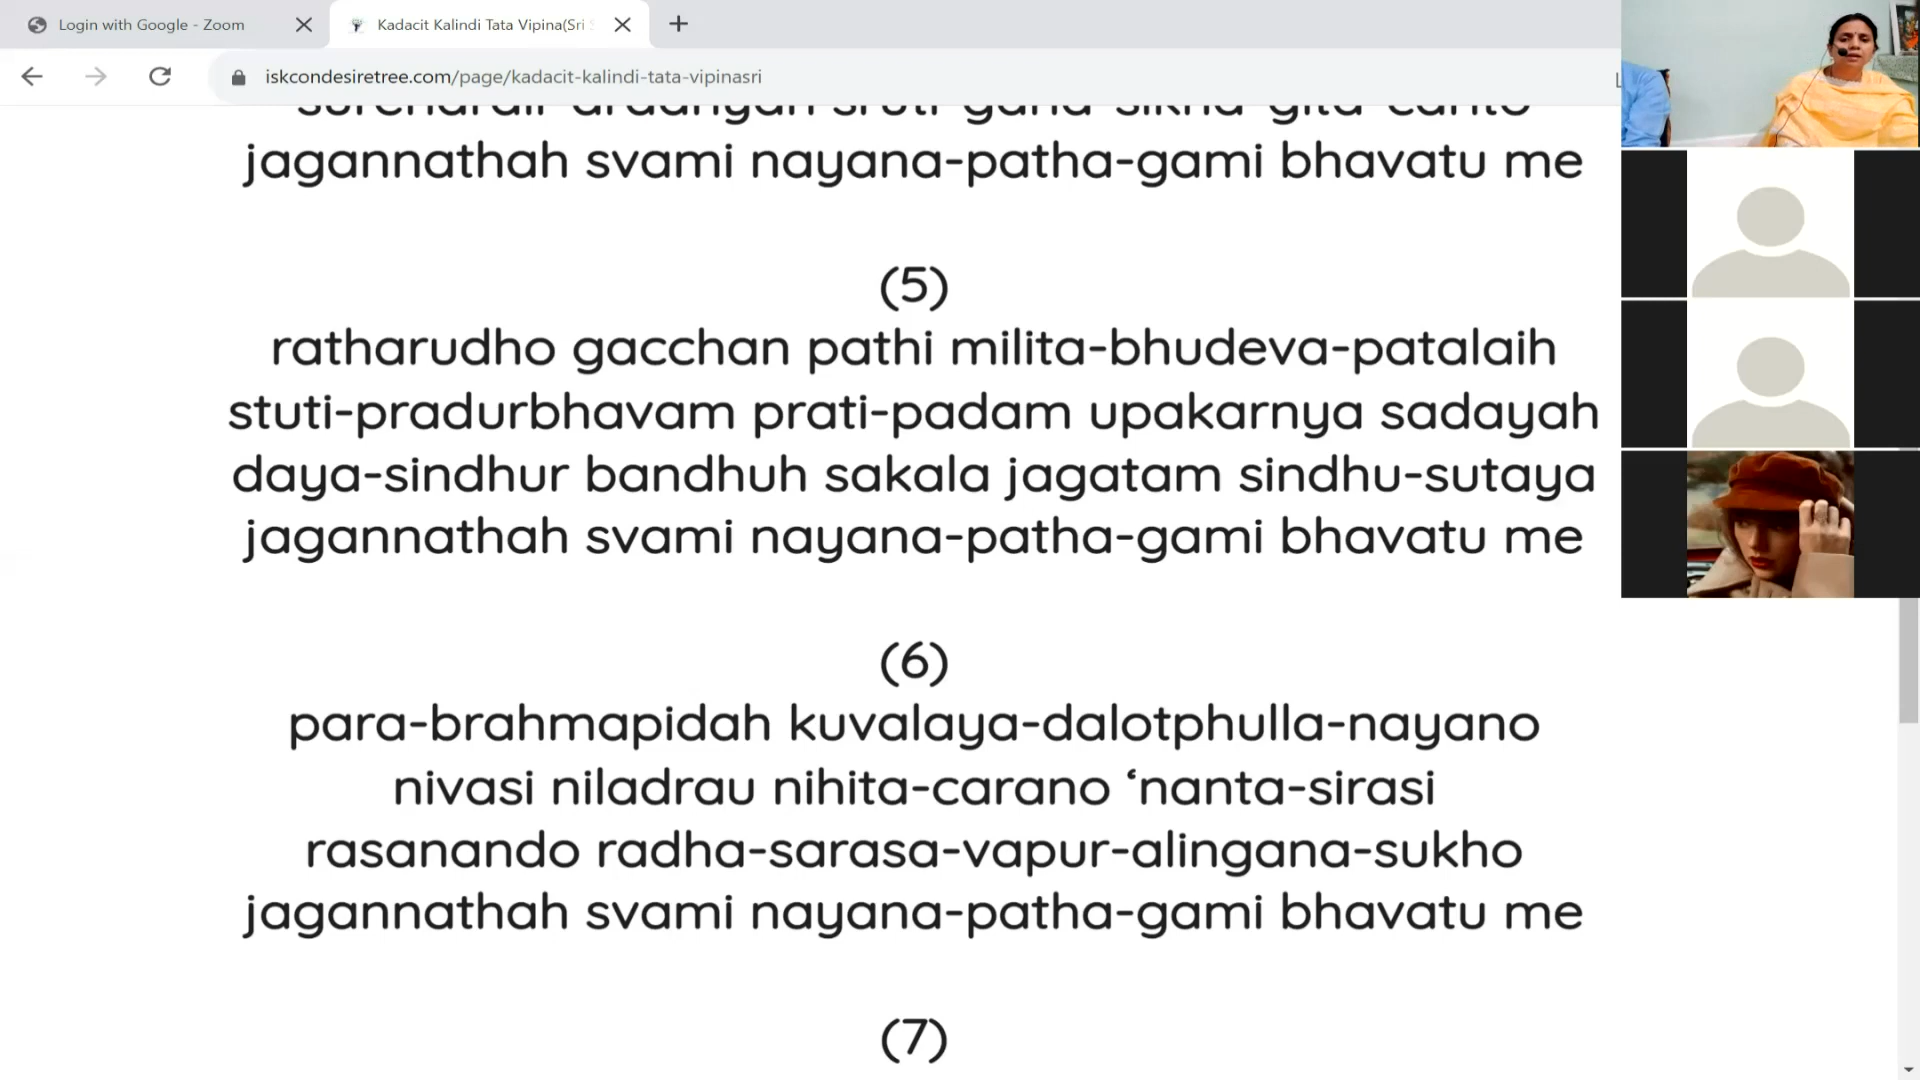 Login with Google - Zoom
Kadacit Kalindi Tata Vipina(Sri
iskcondesiretree.com/page/kadacit-kalindi-tata-vipinasri
jagannathah svami nayana-patha-gami bhavatu me
(5)
ratharudho gacchan pathi milita-bhudeva-patalaih
stuti-pradurbhavam prati-padam upakarnya sadayah
daya-sindhur bandhuh sakala jagatam sindhu-sutaya
jagannathah svami nayana-patha-gami bhavatu me
(6)
para-brahmapidah kuvalaya-dalotphulla-nayano
nivasi niladrau nihita-carano ‘nanta-sirasi
rasanando radha-sarasa-vapur-alingana-sukho
jagannathah svami nayana-patha-gami bhavatu me
(7)